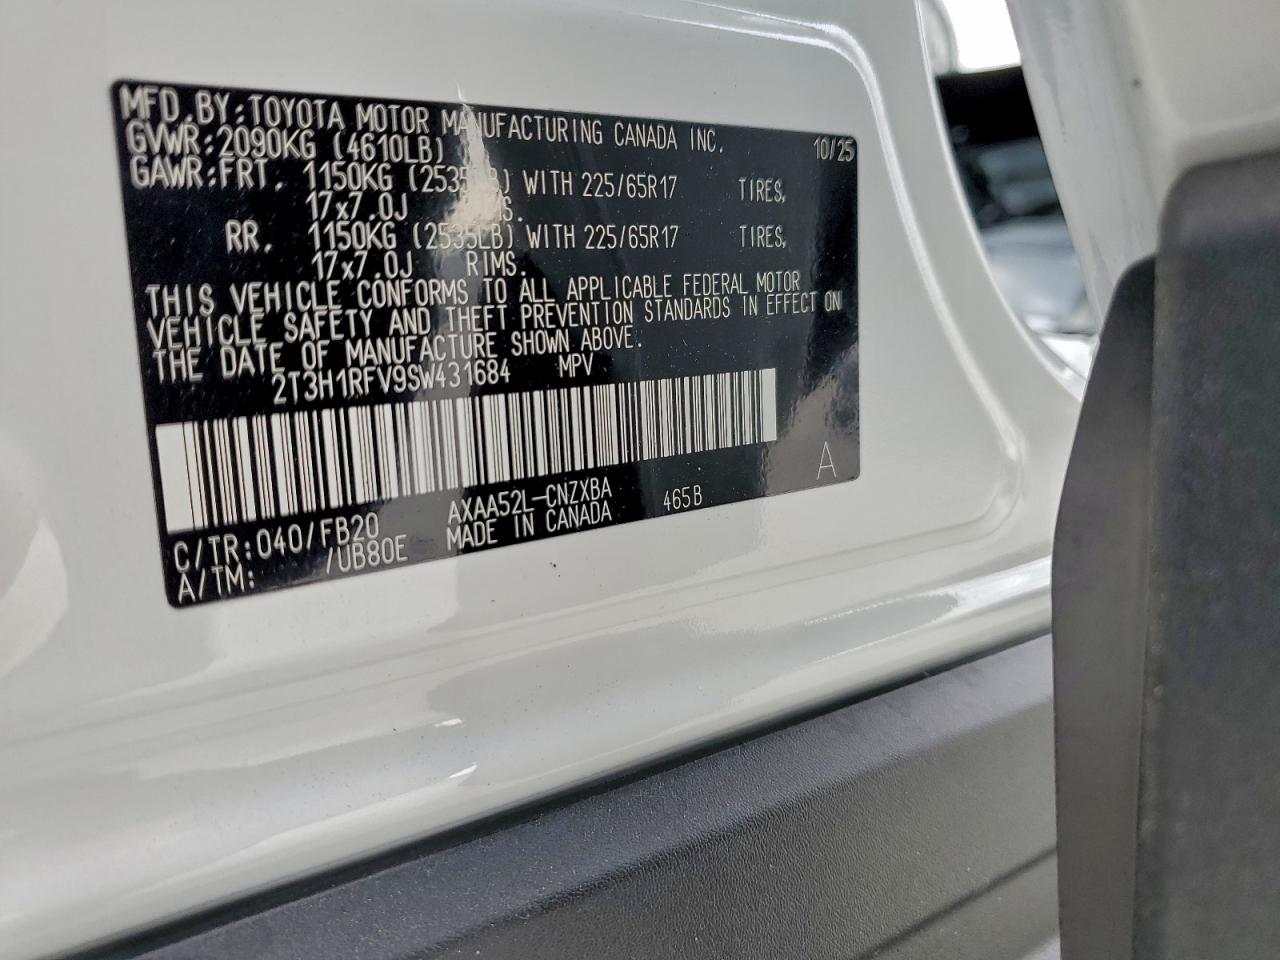 MFD.BY:TOYOTA MOTOR MANUFACTURING CANADA INC. 10/25
GVWR:2090KG (4610LB)
GAWR:FRT. 1150KG (2535LB) WITH 225/65R17 TIRES,
17x7.0J RIMS.
RR. 1150KG (2535LB) WITH 225/65R17 TIRES,
17x7.0J RIMS.
THIS VEHICLE CONFORMS TO ALL APPLICABLE FEDERAL MOTOR
VEHICLE SAFETY AND THEFT PREVENTION STANDARDS IN EFFECT ON
THE DATE OF MANUFACTURE SHOWN ABOVE.
2T3H1RFV9SW431684 MPV
A
C/TR:040/FB20 AXAA52L-CNZXBA 465B
A/TM: /UB80E MADE IN CANADA